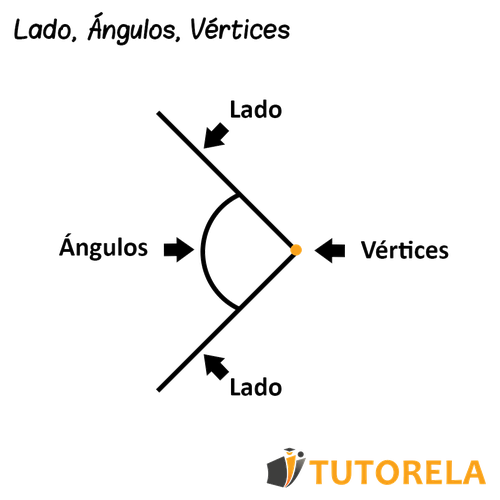 Lado, Ángulos, Vértices
Lado
Ángulos
Vértices
Lado
TUTORELA